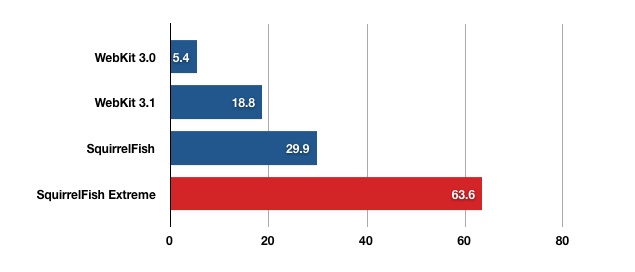 WebKit 3.0 5.4
WebKit 3.1 18.8
SquirrelFish 29.9
SquirrelFish Extreme 63.6
0 20 40 60 80